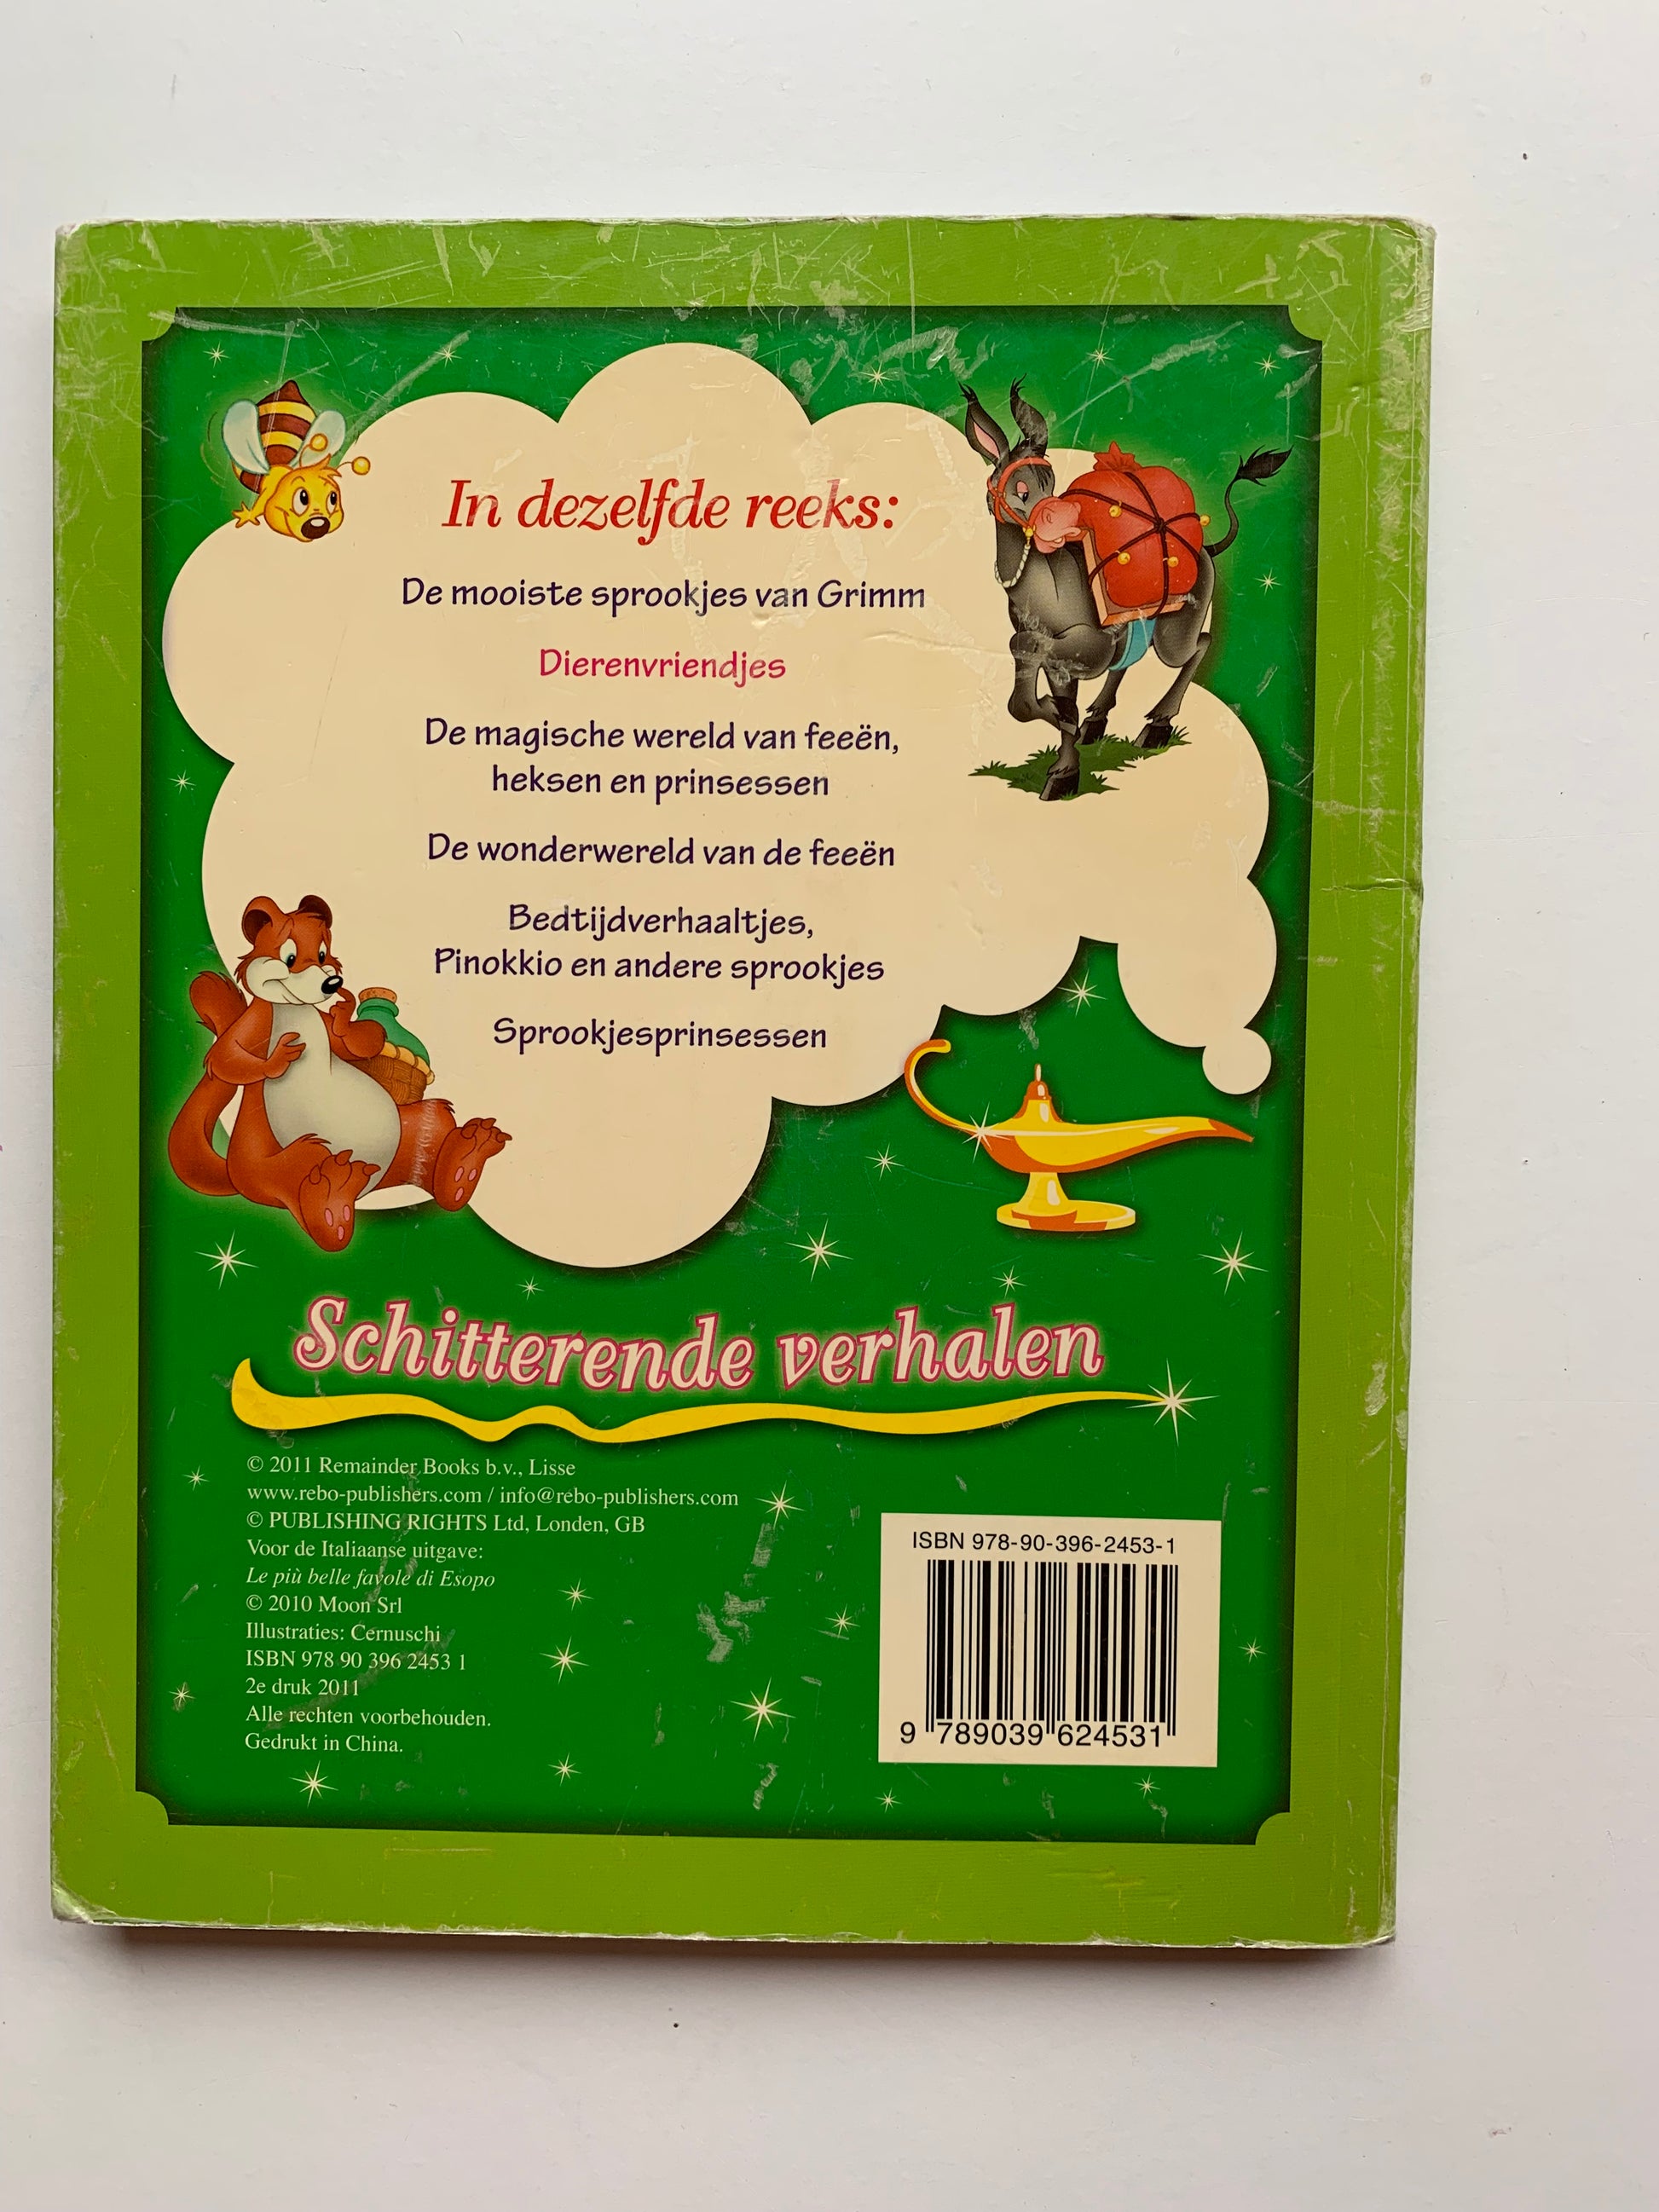 In dezelfde reeks:
De mooiste sprookjes van Grimm
Dierenvriendjes
De magische wereld van feeën,
heksen en prinsessen
De wonderwereld van de feeën
Bedtijdverhaaltjes,
Pinokkio en andere sprookjes
Sprookjesprinsessen
Schitterende verhalen
© 2011 Remainder Books b.v., Lisse
www.rebo-publishers.com / info@rebo-publishers.com
© PUBLISHING RIGHTS Ltd, Londen, GB
Voor de Italiaanse uitgave:
Le più belle favole di Esopo
© 2010 Moon Srl
Illustraties: Cernuschi
ISBN 978 90 396 2453 1
2e druk 2011
Alle rechten voorbehouden.
Gedrukt in China.
ISBN 978-90-396-2453-1
9 789039 624531